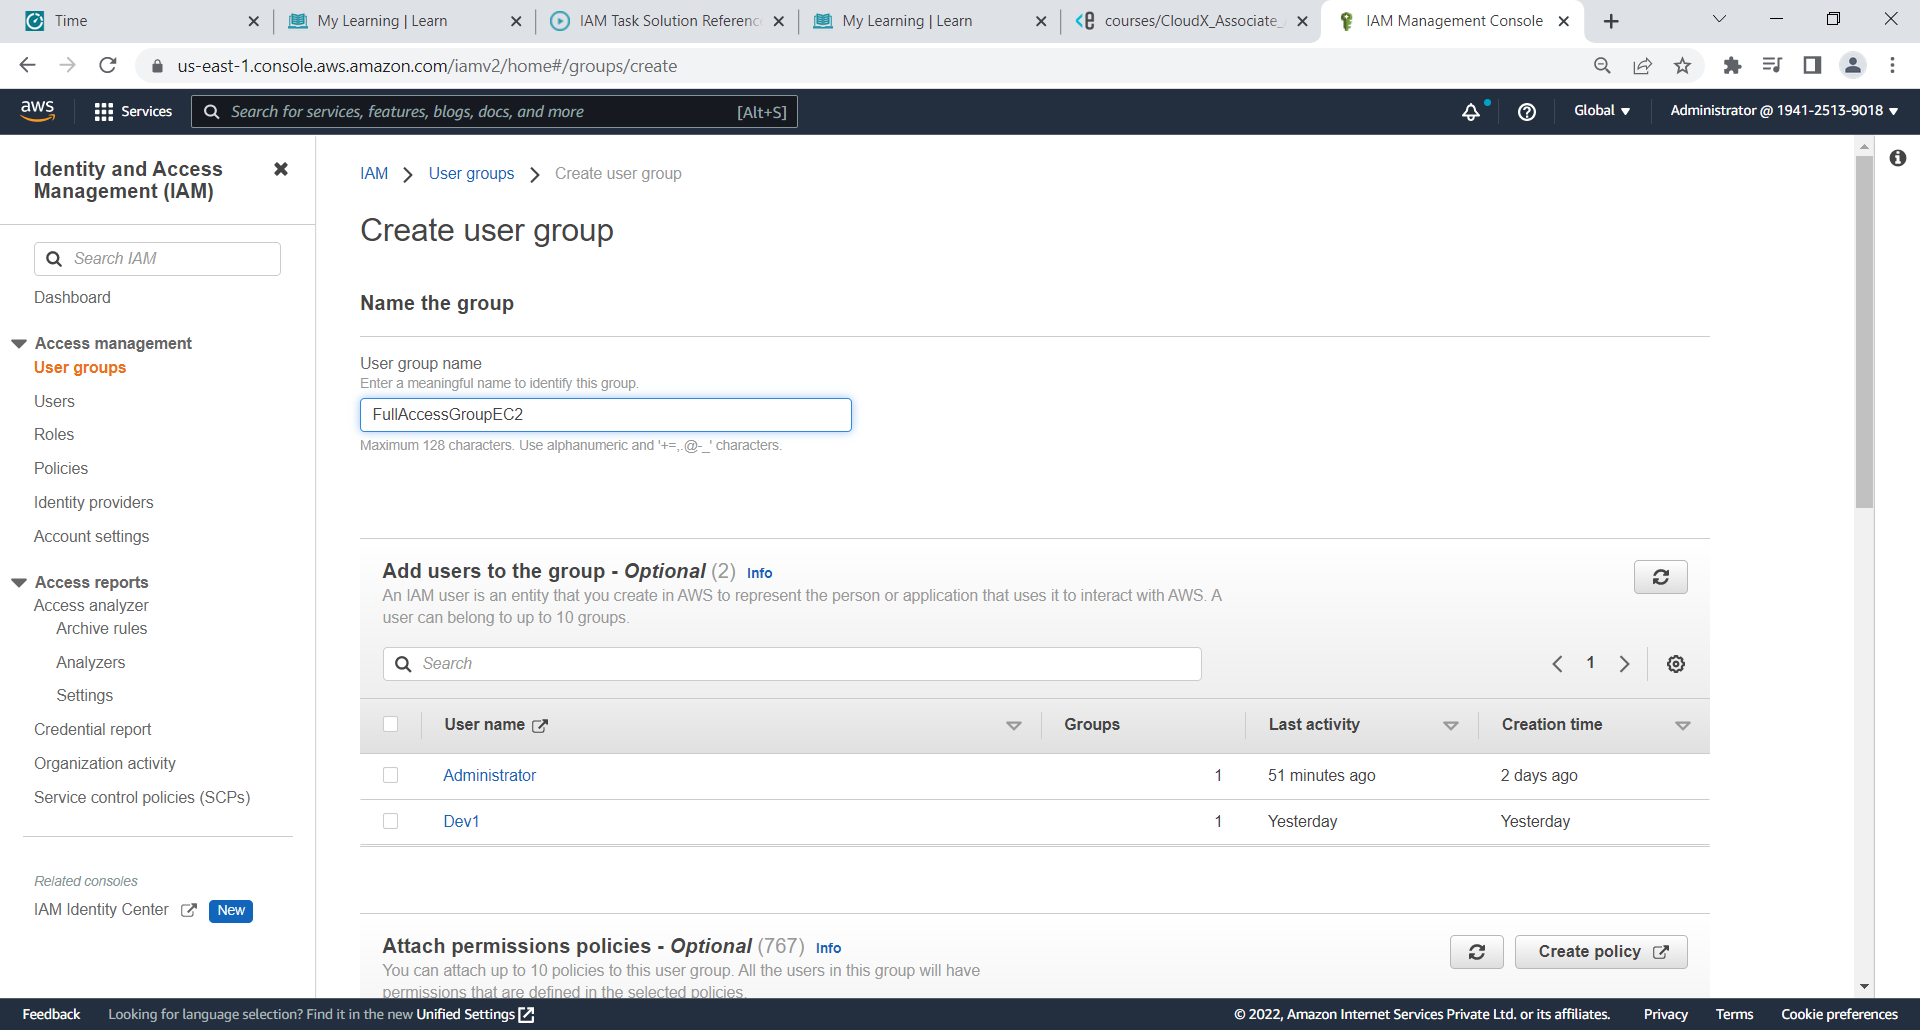 Time
My Learning | Learn
IAM Task Solution Referenc
My Learning | Learn
courses/CloudX_Associate_
IAM Management Console
us-east-1.console.aws.amazon.com/iamv2/home#/groups/create
aws
Services
Search for services, features, blogs, docs, and more
[Alt+S]
Global
Administrator @ 1941-2513-9018
Identity and Access
Management (IAM)
Search IAM
Dashboard
Access management
User groups
Users
Roles
Policies
Identity providers
Account settings
Access reports
Access analyzer
Archive rules
Analyzers
Settings
Credential report
Organization activity
Service control policies (SCPs)
Related consoles
IAM Identity Center New
IAM > User groups > Create user group
Create user group
Name the group
User group name
Enter a meaningful name to identify this group.
FullAccessGroupEC2
Maximum 128 characters. Use alphanumeric and '+=,.@-_' characters.
Add users to the group - Optional (2) Info
An IAM user is an entity that you create in AWS to represent the person or application that uses it to interact with AWS. A
user can belong to up to 10 groups.
Search
1
User name Groups Last activity Creation time
Administrator 1 51 minutes ago 2 days ago
Dev1 1 Yesterday Yesterday
Attach permissions policies - Optional (767) Info
Create policy
You can attach up to 10 policies to this user group. All the users in this group will have
permissions that are defined in the selected policies.
Feedback
Looking for language selection? Find it in the new Unified Settings
© 2022, Amazon Internet Services Private Ltd. or its affiliates.
Privacy
Terms
Cookie preferences